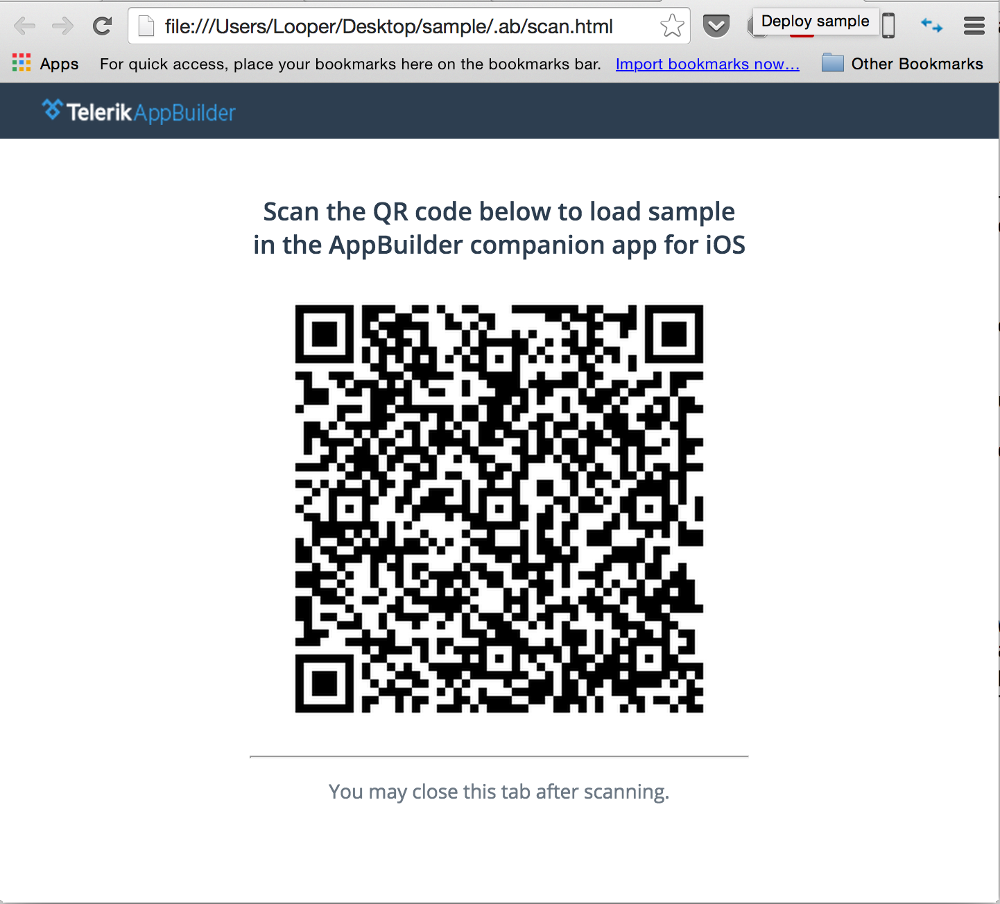 file:///Users/Looper/Desktop/sample/.ab/scan.html
Deploy sample
Apps
For quick access, place your bookmarks here on the bookmarks bar.
Import bookmarks now...
Other Bookmarks
Telerik AppBuilder
Scan the QR code below to load sample
in the AppBuilder companion app for iOS
You may close this tab after scanning.